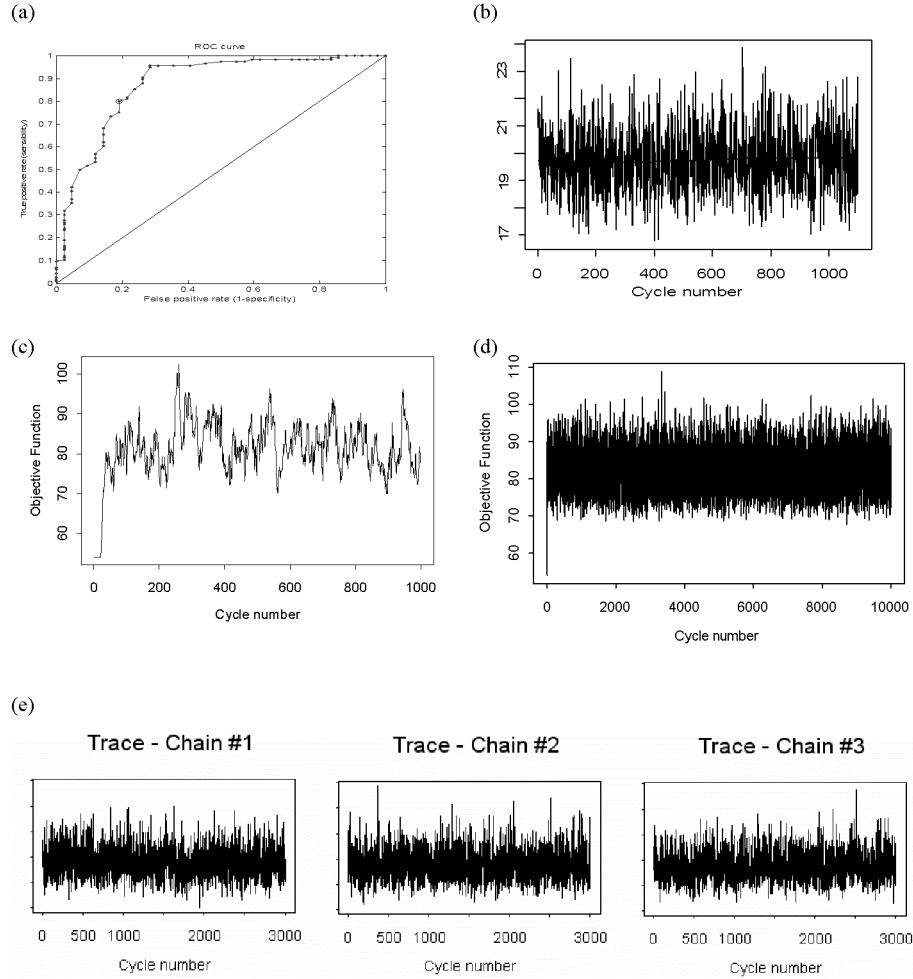 (a)
ROC curve
1
0.9
0.8
0.7
0.6
0.5
0.4
0.3
0.2
0.1
0
True positive rate (sensibility)
0 0.2 0.4 0.6 0.8 1
False positive rate (1-specificity)
(b)
23
21
19
17
0 200 400 600 800 1000
Cycle number
(c)
100
90
80
70
60
Objective Function
0 200 400 600 800 1000
Cycle number
(d)
110
100
90
80
70
60
Objective Function
0 2000 4000 6000 8000 10000
Cycle number
(e)
Trace - Chain #1
0 500 1000 2000 3000
Cycle number
Trace - Chain #2
0 500 1000 2000 3000
Cycle number
Trace - Chain #3
0 500 1000 2000 3000
Cycle number